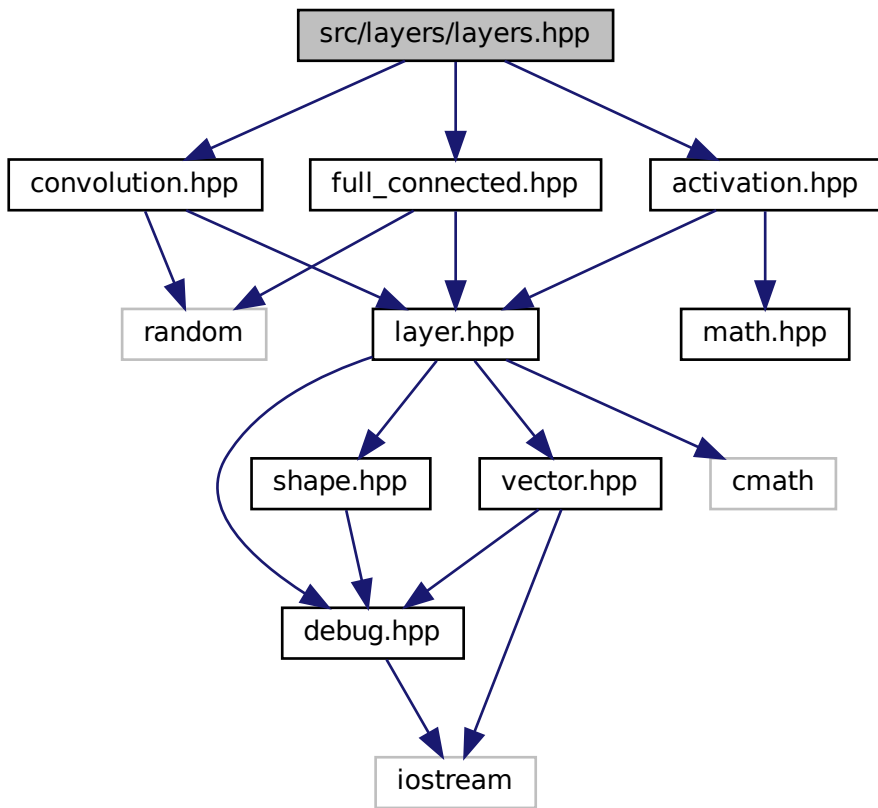 src/layers/layers.hpp
convolution.hpp
full_connected.hpp
activation.hpp
random
layer.hpp
math.hpp
shape.hpp
vector.hpp
cmath
debug.hpp
iostream